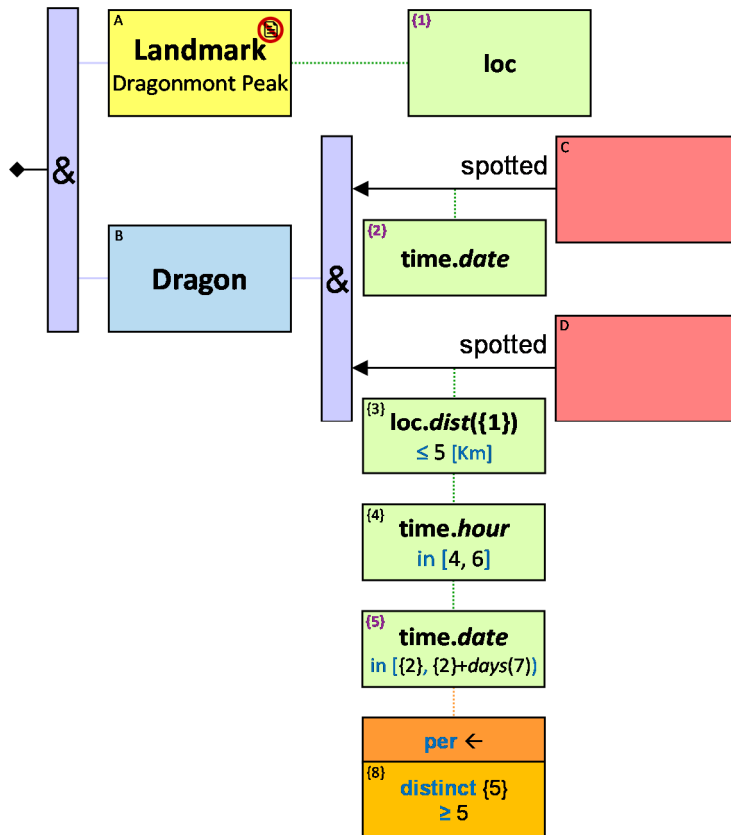 A
Landmark
Dragonmont Peak
{1}
loc
&
B
Dragon
&
C
spotted
{2}
time.date
D
spotted
{3}
loc.dist({1})
≤ 5 [Km]
{4}
time.hour
in [4, 6]
{5}
time.date
in [{2}, {2}+days(7))
per ←
{8}
distinct {5}
≥ 5